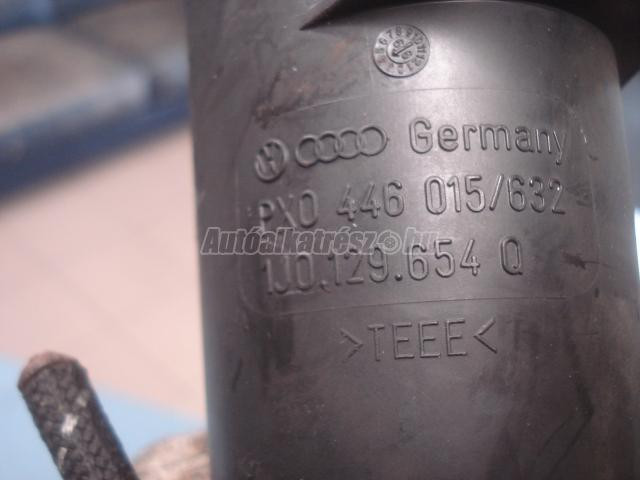 Germany
PX0 446 015/632
Autóalkatrész.hu
1J0.129.654 Q
>TEEE<